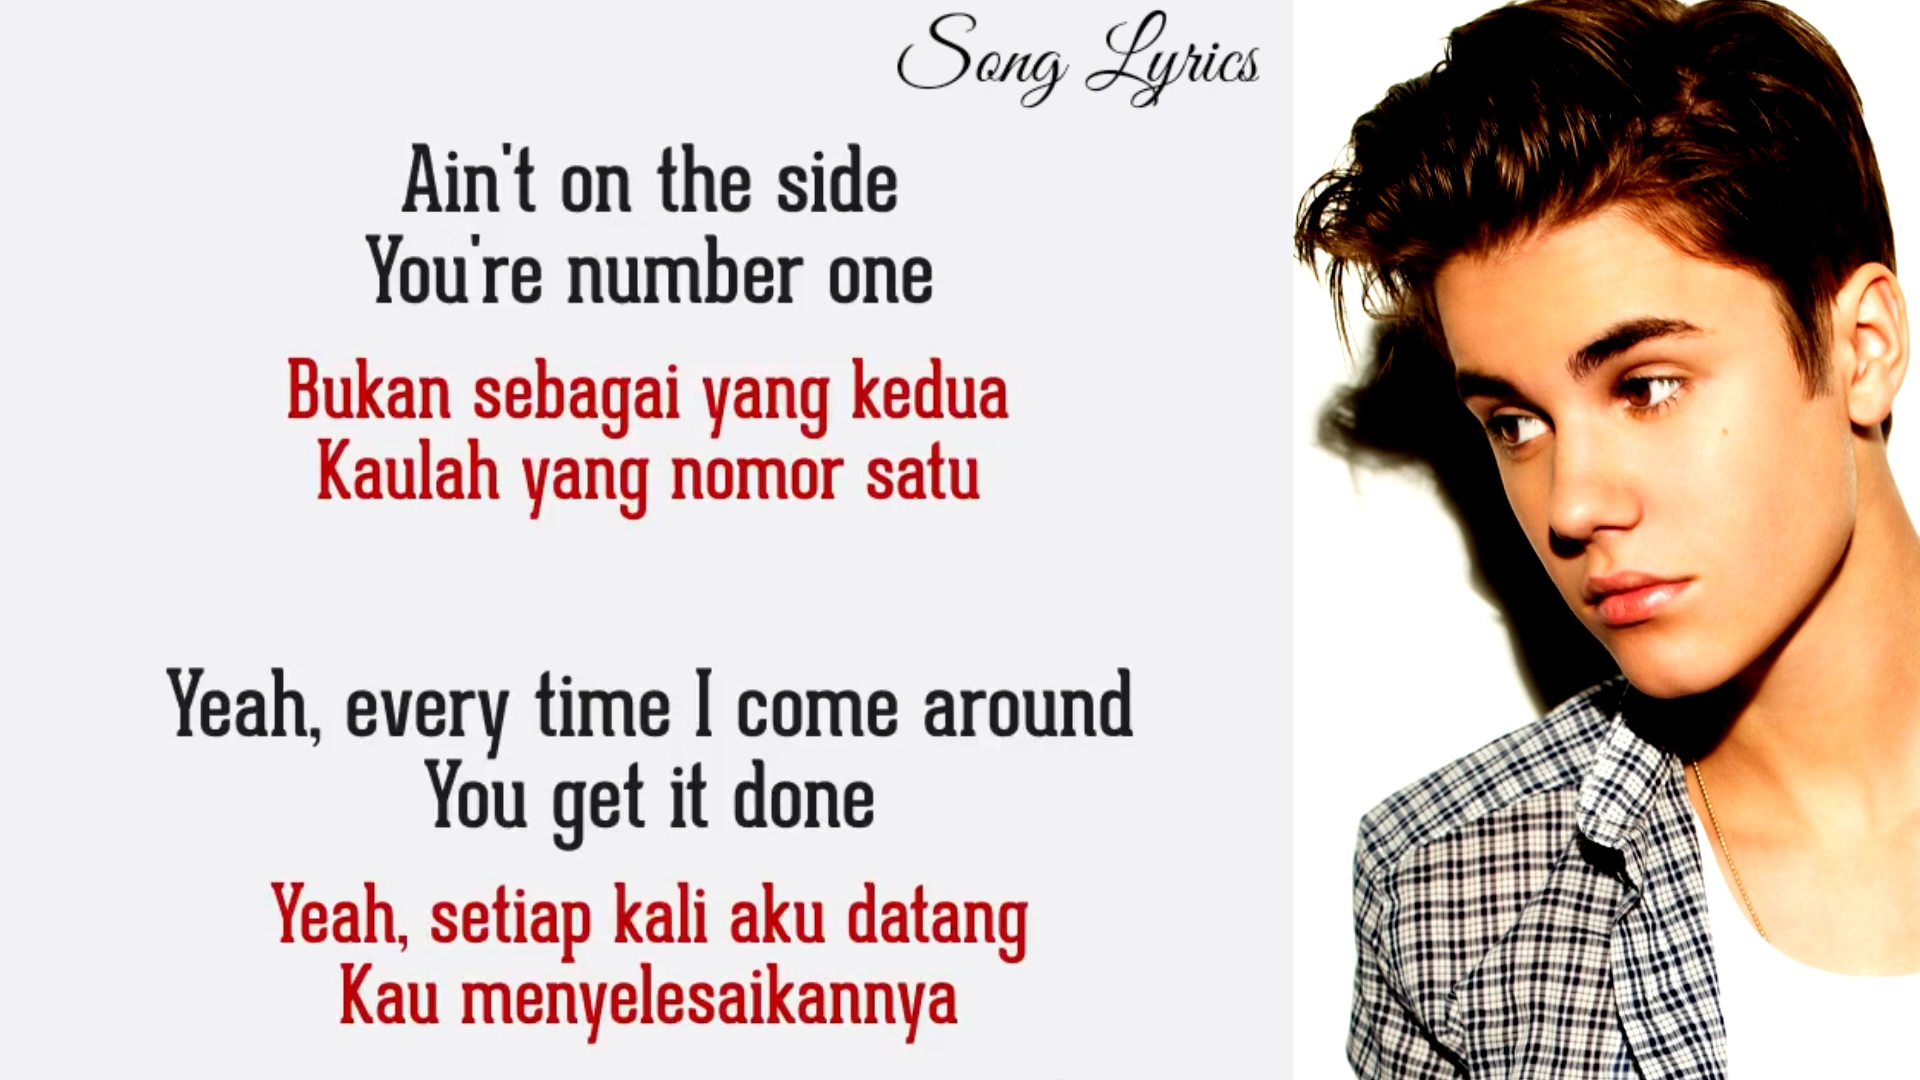 Song Lyrics
Ain't on the side
You're number one
Bukan sebagai yang kedua
Kaulah yang nomor satu
Yeah, every time I come around
You get it done
Yeah, setiap kali aku datang
Kau menyelesaikannya